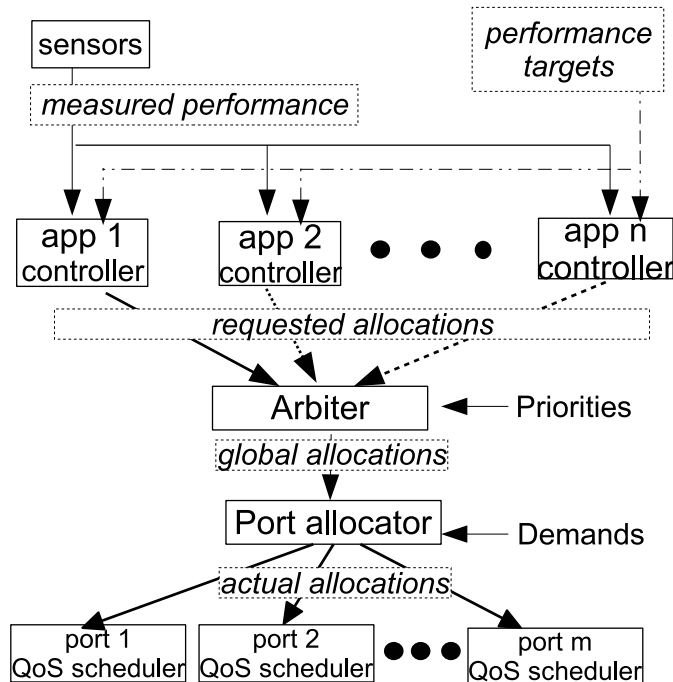 sensors
performance
targets
measured performance
app 1
controller
app 2
controller
app n
controller
requested allocations
Arbiter
Priorities
global allocations
Port allocator
Demands
actual allocations
port 1
QoS scheduler
port 2
QoS scheduler
port m
QoS scheduler